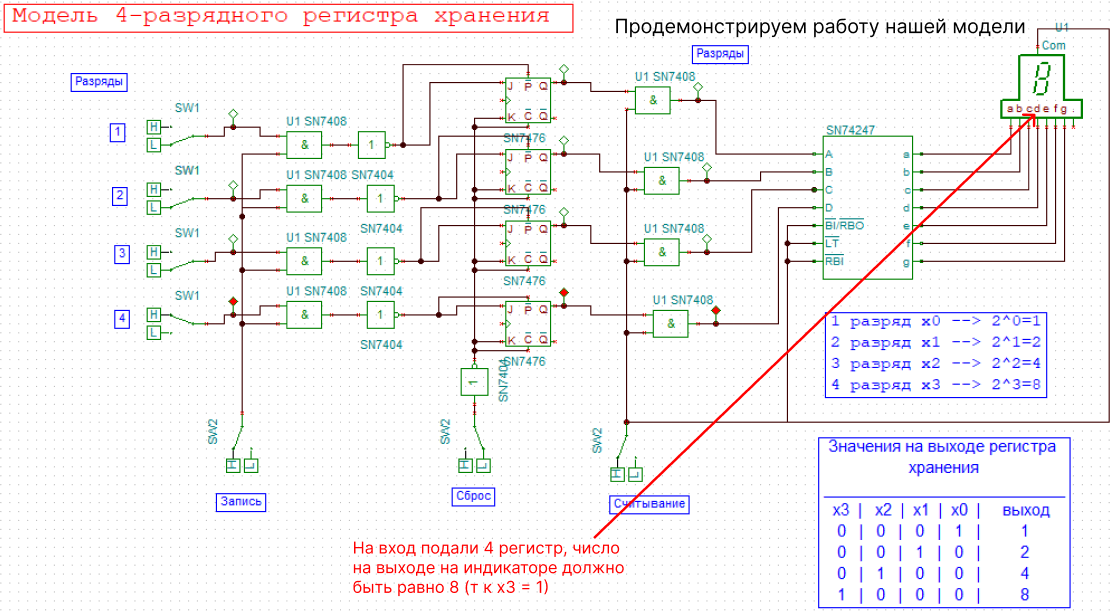 Модель 4-разрядного регистра хранения
Продемонстрируем работу нашей модели
U1
Com
a b c d e f g .
Разряды
Разряды
SW1
H
L
1
U1 SN7408
&
1
J P Q
K C Q
SN7476
U1 SN7408
&
SW1
H
L
2
U1 SN7408 SN7404
&
1
SN7404
J P Q
K C Q
SN7476
U1 SN7408
&
SW1
H
L
3
U1 SN7408
&
1
SN7404
J P Q
K C Q
SN7476
U1 SN7408
&
SW1
H
L
4
U1 SN7408 SN7404
&
1
SN7404
J P Q
K C Q
SN7476
U1 SN7408
&
SN74247
A a
B b
C c
D d
BI/RBO e
LT f
RBI g
1
SN7404
SW2
H L
Запись
SW2
H L
Сброс
SW2
H L
Считывание
1 разряд x0 --> 2^0=1
2 разряд x1 --> 2^1=2
3 разряд x2 --> 2^2=4
4 разряд x3 --> 2^3=8
Значения на выходе регистра
хранения
x3 | x2 | x1 | x0 | выход
0 | 0 | 0 | 1 | 1
0 | 0 | 1 | 0 | 2
0 | 1 | 0 | 0 | 4
1 | 0 | 0 | 0 | 8
На вход подали 4 регистр, число
на выходе на индикаторе должно
быть равно 8 (т к x3 = 1)